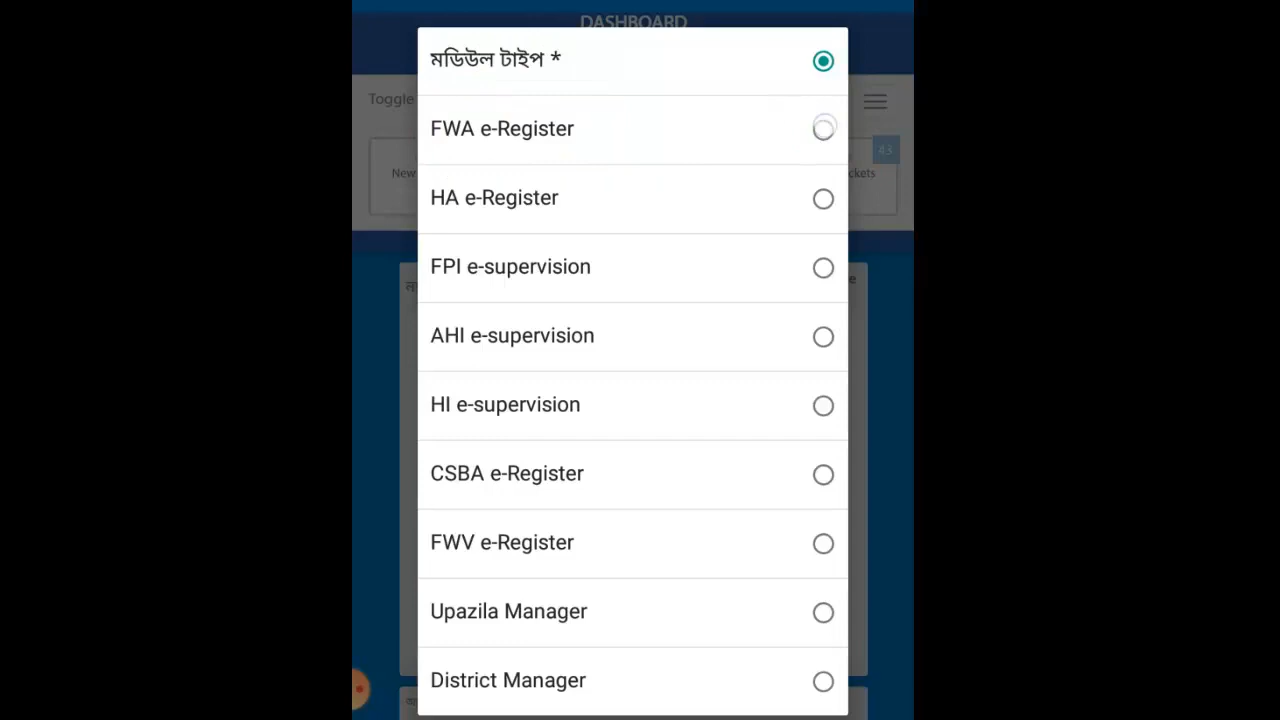 DASHBOARD
মডিউল টাইপ *
Toggle
FWA e-Register
43
New
HA e-Register
FPI e-supervision
AHI e-supervision
HI e-supervision
CSBA e-Register
FWV e-Register
Upazila Manager
District Manager